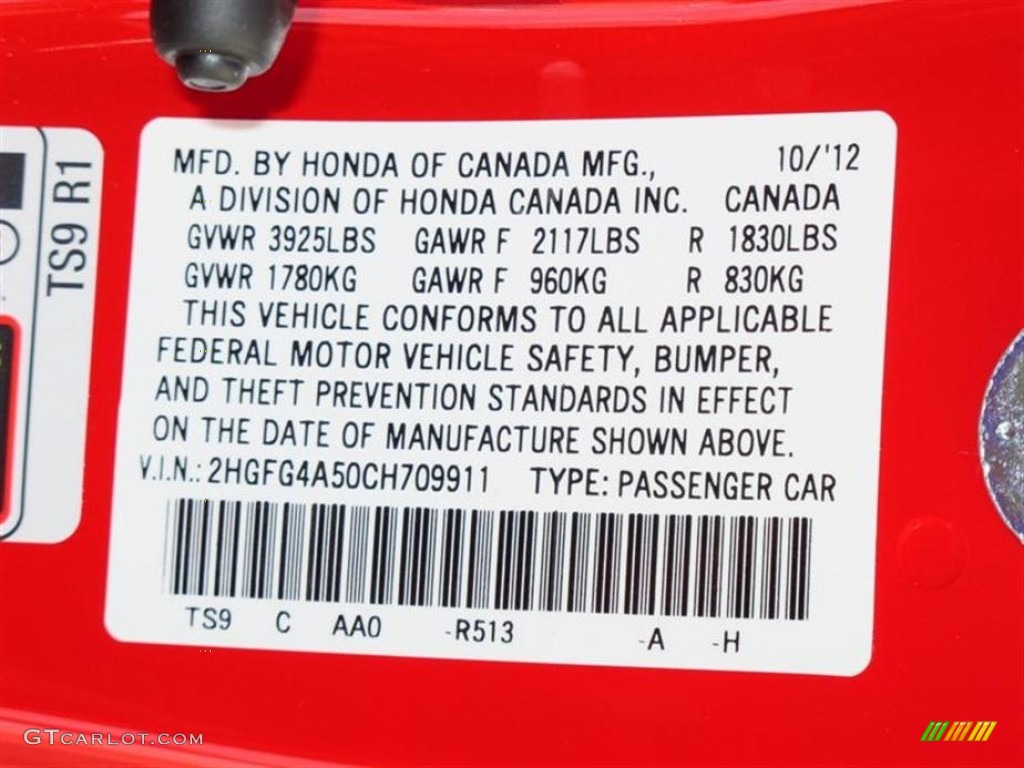 TS9 R1
MFD. BY HONDA OF CANADA MFG., 10/'12
A DIVISION OF HONDA CANADA INC. CANADA
GVWR 3925LBS GAWR F 2117LBS R 1830LBS
GVWR 1780KG GAWR F 960KG R 830KG
THIS VEHICLE CONFORMS TO ALL APPLICABLE
FEDERAL MOTOR VEHICLE SAFETY, BUMPER,
AND THEFT PREVENTION STANDARDS IN EFFECT
ON THE DATE OF MANUFACTURE SHOWN ABOVE.
V.I.N.: 2HGFG4A50CH709911 TYPE: PASSENGER CAR
TS9 C AA0 -R513 -A -H
GTCARLOT.COM